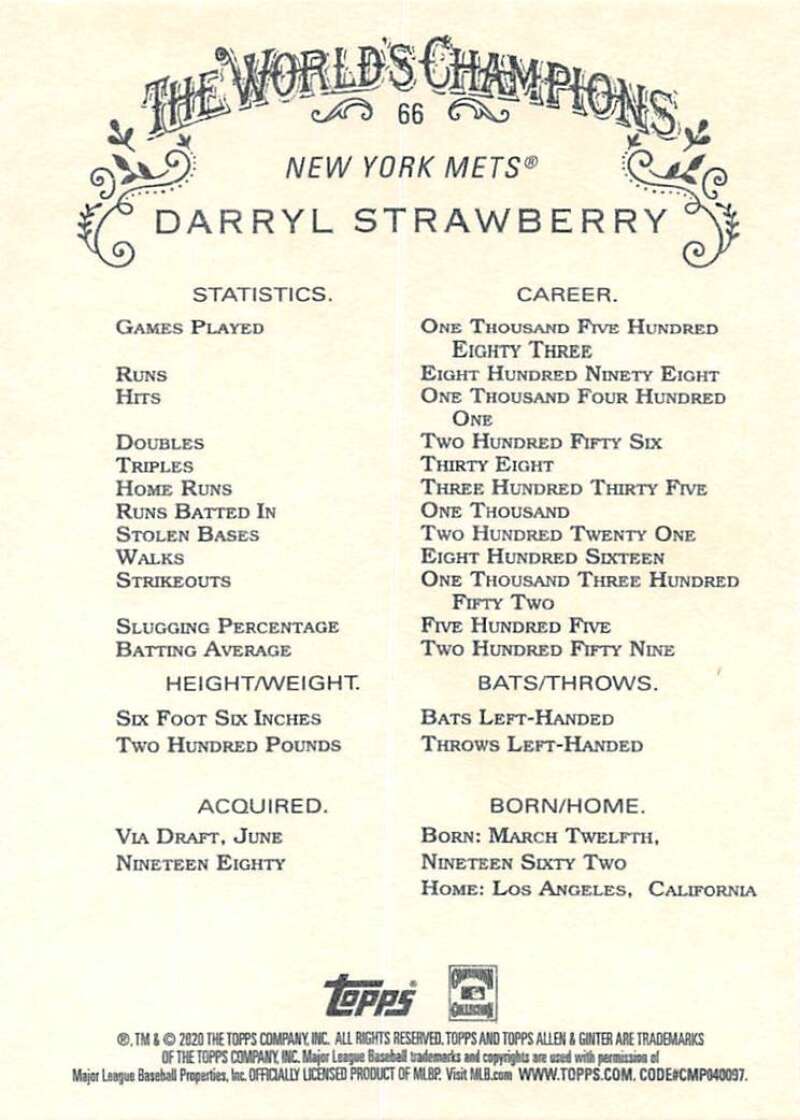 THE WORLD'S CHAMPIONS
66
NEW YORK METS®
DARRYL STRAWBERRY
STATISTICS. CAREER.
GAMES PLAYED ONE THOUSAND FIVE HUNDRED
EIGHTY THREE
RUNS EIGHT HUNDRED NINETY EIGHT
HITS ONE THOUSAND FOUR HUNDRED
ONE
DOUBLES TWO HUNDRED FIFTY SIX
TRIPLES THIRTY EIGHT
HOME RUNS THREE HUNDRED THIRTY FIVE
RUNS BATTED IN ONE THOUSAND
STOLEN BASES TWO HUNDRED TWENTY ONE
WALKS EIGHT HUNDRED SIXTEEN
STRIKEOUTS ONE THOUSAND THREE HUNDRED
FIFTY TWO
SLUGGING PERCENTAGE FIVE HUNDRED FIVE
BATTING AVERAGE TWO HUNDRED FIFTY NINE
HEIGHT/WEIGHT. BATS/THROWS.
SIX FOOT SIX INCHES BATS LEFT-HANDED
TWO HUNDRED POUNDS THROWS LEFT-HANDED
ACQUIRED. BORN/HOME.
VIA DRAFT, JUNE BORN: MARCH TWELFTH,
NINETEEN EIGHTY NINETEEN SIXTY TWO
HOME: LOS ANGELES, CALIFORNIA
topps®
COOPERSTOWN
COLLECTION
®, TM & © 2020 THE TOPPS COMPANY, INC. ALL RIGHTS RESERVED. TOPPS AND TOPPS ALLEN & GINTER ARE TRADEMARKS
OF THE TOPPS COMPANY, INC. Major League Baseball trademarks and copyrights are used with permission of
Major League Baseball Properties, Inc. OFFICIALLY LICENSED PRODUCT OF MLBP. Visit MLB.com WWW.TOPPS.COM. CODE#CMP040097.